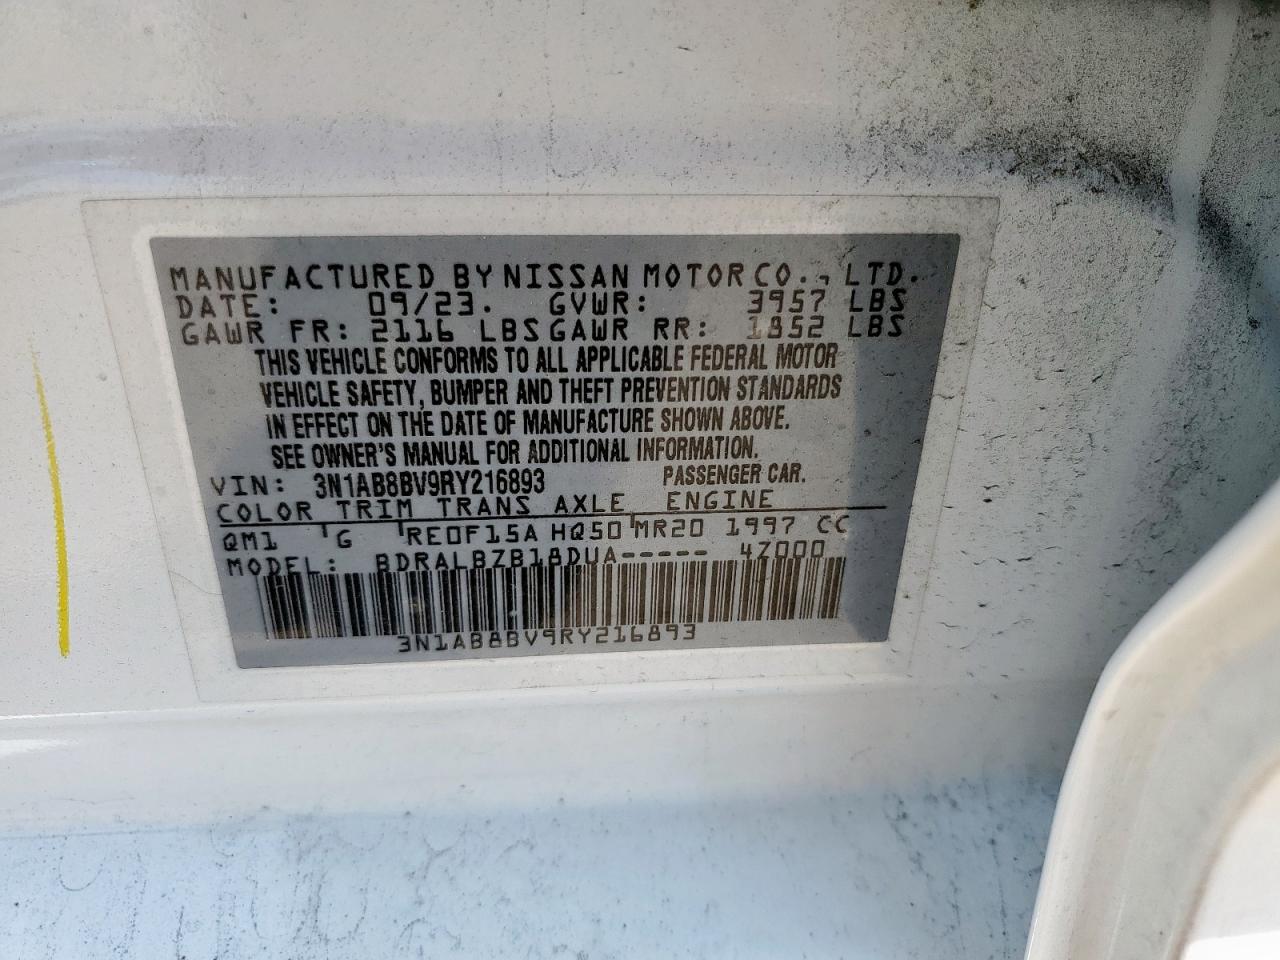 MANUFACTURED BY NISSAN MOTOR CO., LTD.
DATE: 09/23. GVWR: 3957 LBS
GAWR FR: 2116 LBS GAWR RR: 1852 LBS
THIS VEHICLE CONFORMS TO ALL APPLICABLE FEDERAL MOTOR
VEHICLE SAFETY, BUMPER AND THEFT PREVENTION STANDARDS
IN EFFECT ON THE DATE OF MANUFACTURE SHOWN ABOVE.
SEE OWNER'S MANUAL FOR ADDITIONAL INFORMATION.
VIN: 3N1AB8BV9RY216893 PASSENGER CAR.
COLOR TRIM TRANS AXLE ENGINE
QM1 G RE0F15A HQ50 MR20 1997 CC
MODEL: BDRALBZB18DUA----- 4Z000
3N1AB8BV9RY216893